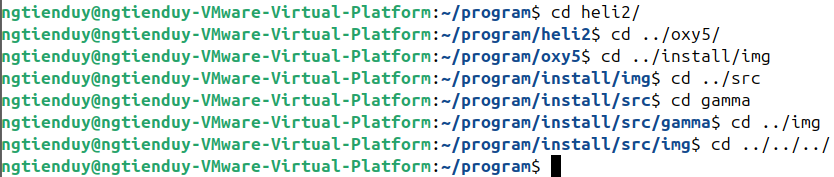 ngtienduy@ngtienduy-VMware-Virtual-Platform:~/program$ cd heli2/
ngtienduy@ngtienduy-VMware-Virtual-Platform:~/program/heli2$ cd ../oxy5/
ngtienduy@ngtienduy-VMware-Virtual-Platform:~/program/oxy5$ cd ../install/img
ngtienduy@ngtienduy-VMware-Virtual-Platform:~/program/install/img$ cd ../src
ngtienduy@ngtienduy-VMware-Virtual-Platform:~/program/install/src$ cd gamma
ngtienduy@ngtienduy-VMware-Virtual-Platform:~/program/install/src/gamma$ cd ../img
ngtienduy@ngtienduy-VMware-Virtual-Platform:~/program/install/src/img$ cd ../../../
ngtienduy@ngtienduy-VMware-Virtual-Platform:~/program$